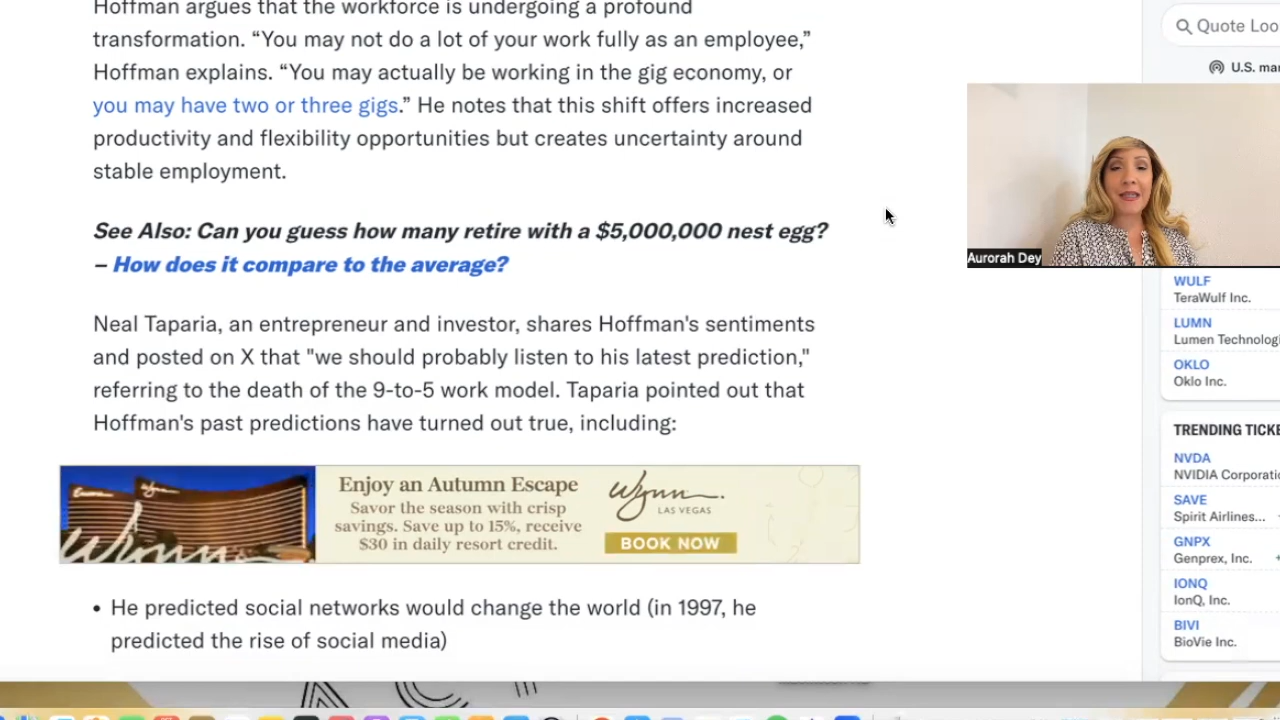 Hoffman argues that the workforce is undergoing a profound
transformation. “You may not do a lot of your work fully as an employee,”
Hoffman explains. “You may actually be working in the gig economy, or
you may have two or three gigs.” He notes that this shift offers increased
productivity and flexibility opportunities but creates uncertainty around
stable employment.
See Also: Can you guess how many retire with a $5,000,000 nest egg?
– How does it compare to the average?
Neal Taparia, an entrepreneur and investor, shares Hoffman's sentiments
and posted on X that "we should probably listen to his latest prediction,"
referring to the death of the 9-to-5 work model. Taparia pointed out that
Hoffman's past predictions have turned out true, including:
Enjoy an Autumn Escape
Savor the season with crisp
savings. Save up to 15%, receive
$30 in daily resort credit.
Wynn
LAS VEGAS
BOOK NOW
• He predicted social networks would change the world (in 1997, he
predicted the rise of social media)
Quote Loo
U.S. mar
Aurorah Dey
WULF
TeraWulf Inc.
LUMN
Lumen Technologi
OKLO
Oklo Inc.
TRENDING TICKE
NVDA
NVIDIA Corporatio
SAVE
Spirit Airlines...
GNPX
Genprex, Inc.
IONQ
IonQ, Inc.
BIVI
BioVie Inc.